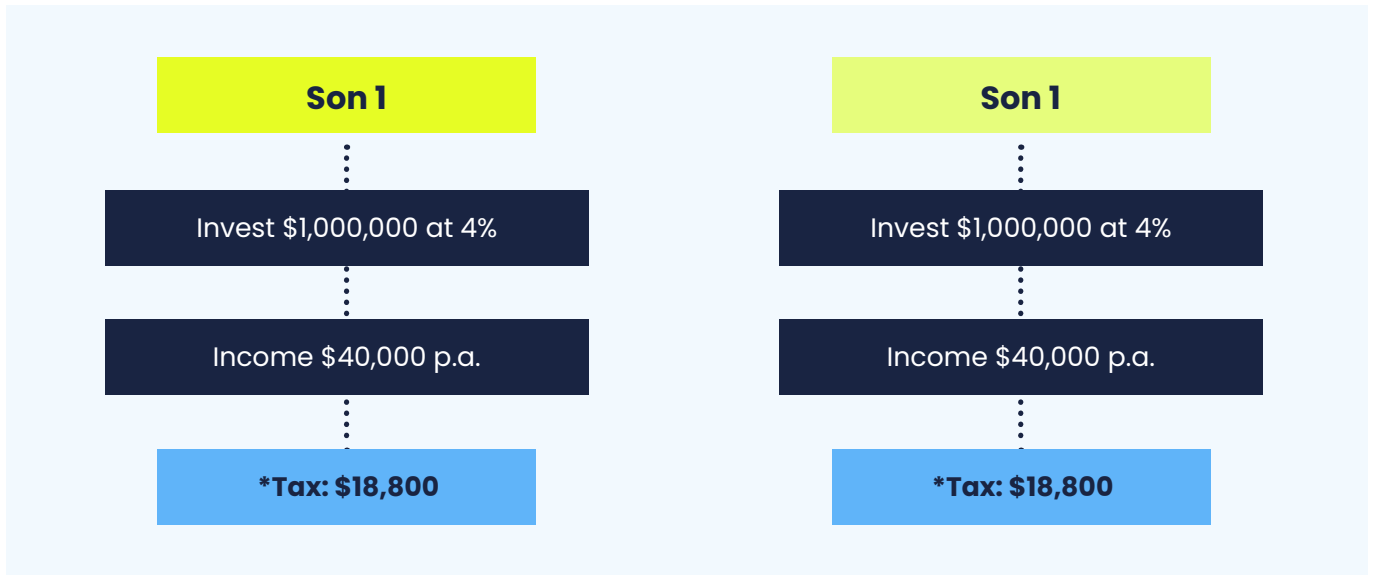 Son 1
Invest $1,000,000 at 4%
Income $40,000 p.a.
*Tax: $18,800
Son 1
Invest $1,000,000 at 4%
Income $40,000 p.a.
*Tax: $18,800